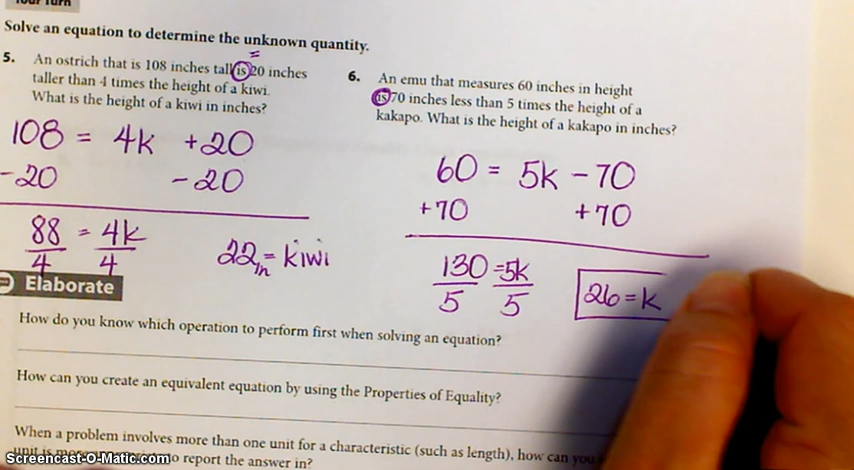 Your Turn
Solve an equation to determine the unknown quantity.
5. An ostrich that is 108 inches tall is 20 inches
taller than 4 times the height of a kiwi.
What is the height of a kiwi in inches?
108 = 4k +20
-20 -20
88 = 4k
4 4
22in = kiwi
6. An emu that measures 60 inches in height
is 70 inches less than 5 times the height of a
kakapo. What is the height of a kakapo in inches?
60 = 5k - 70
+70 +70
130 = 5k
5 5
26 = k
Elaborate
How do you know which operation to perform first when solving an equation?
How can you create an equivalent equation by using the Properties of Equality?
When a problem involves more than one unit for a characteristic (such as length), how can you
unit is to report the answer in?
Screencast-O-Matic.com